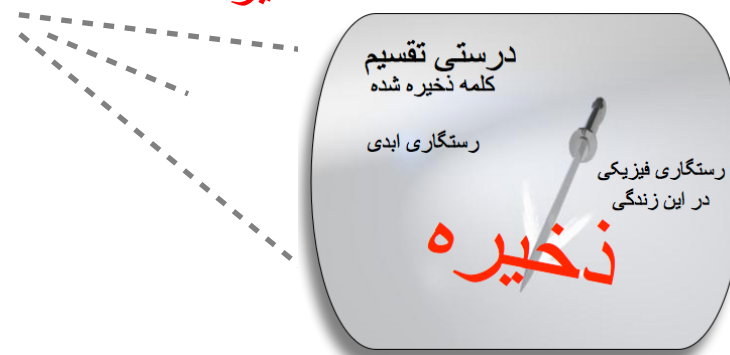 درستی تقسیم
کلمه ذخیره شده
رستگاری ابدی
رستگاری فیزیکی
در این زندگی
ذخیره